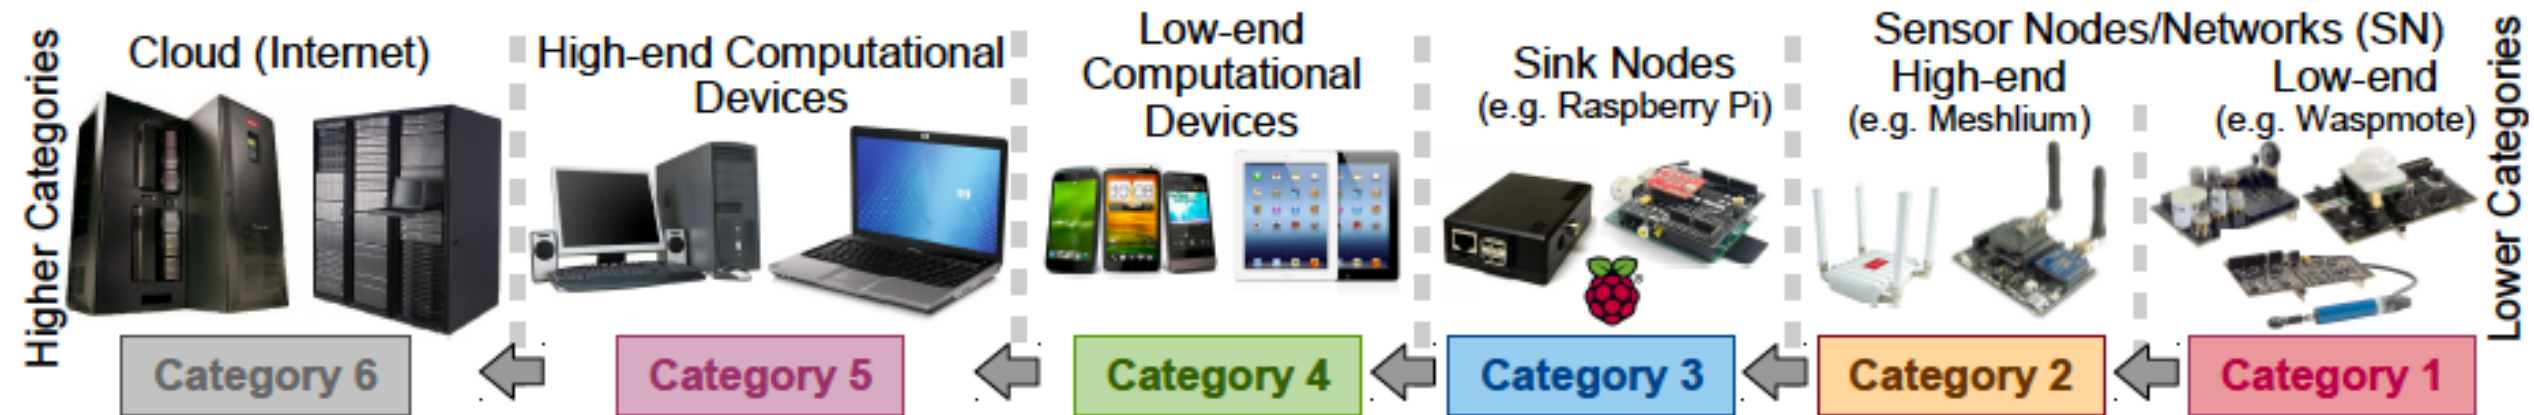 Higher Categories
Cloud (Internet)
Category 6
High-end Computational
Devices
Category 5
Low-end
Computational
Devices
Category 4
Sink Nodes
(e.g. Raspberry Pi)
Category 3
Sensor Nodes/Networks (SN)
High-end
(e.g. Meshlium)
Category 2
Low-end
(e.g. Waspmote)
Category 1
Lower Categories